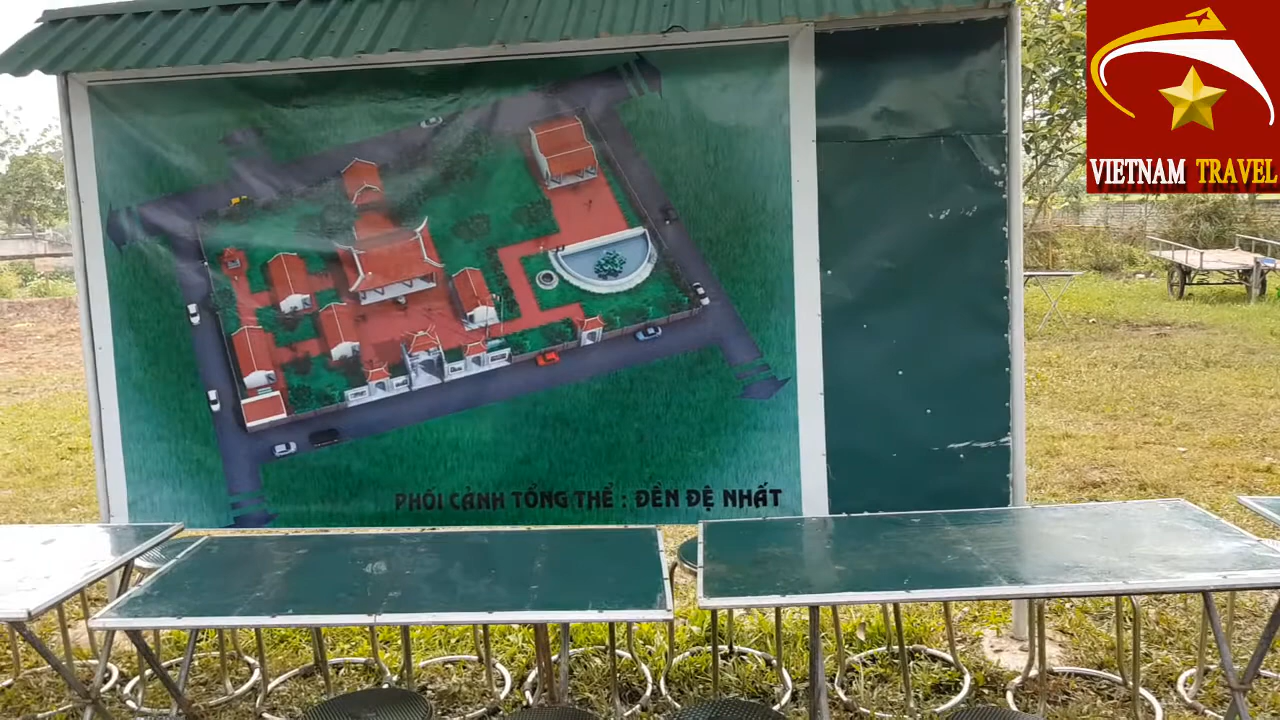 VIETNAM TRAVEL
PHỐI CẢNH TỔNG THỂ : ĐỀN ĐỆ NHẤT